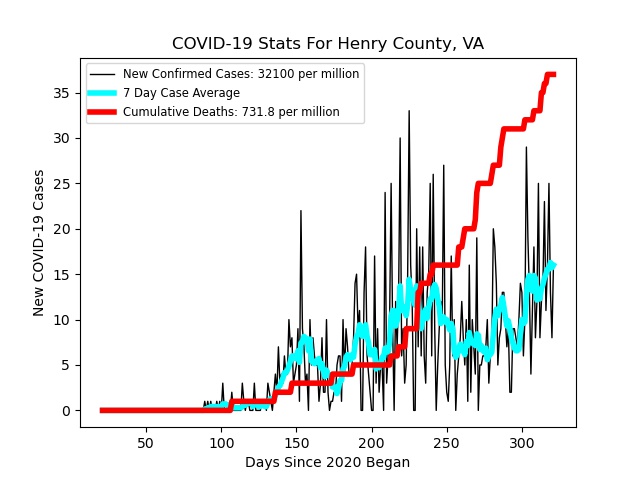 COVID-19 Stats For Henry County, VA
New Confirmed Cases: 32100 per million
7 Day Case Average
Cumulative Deaths: 731.8 per million
New COVID-19 Cases
35
30
25
20
15
10
5
0
50 100 150 200 250 300
Days Since 2020 Began